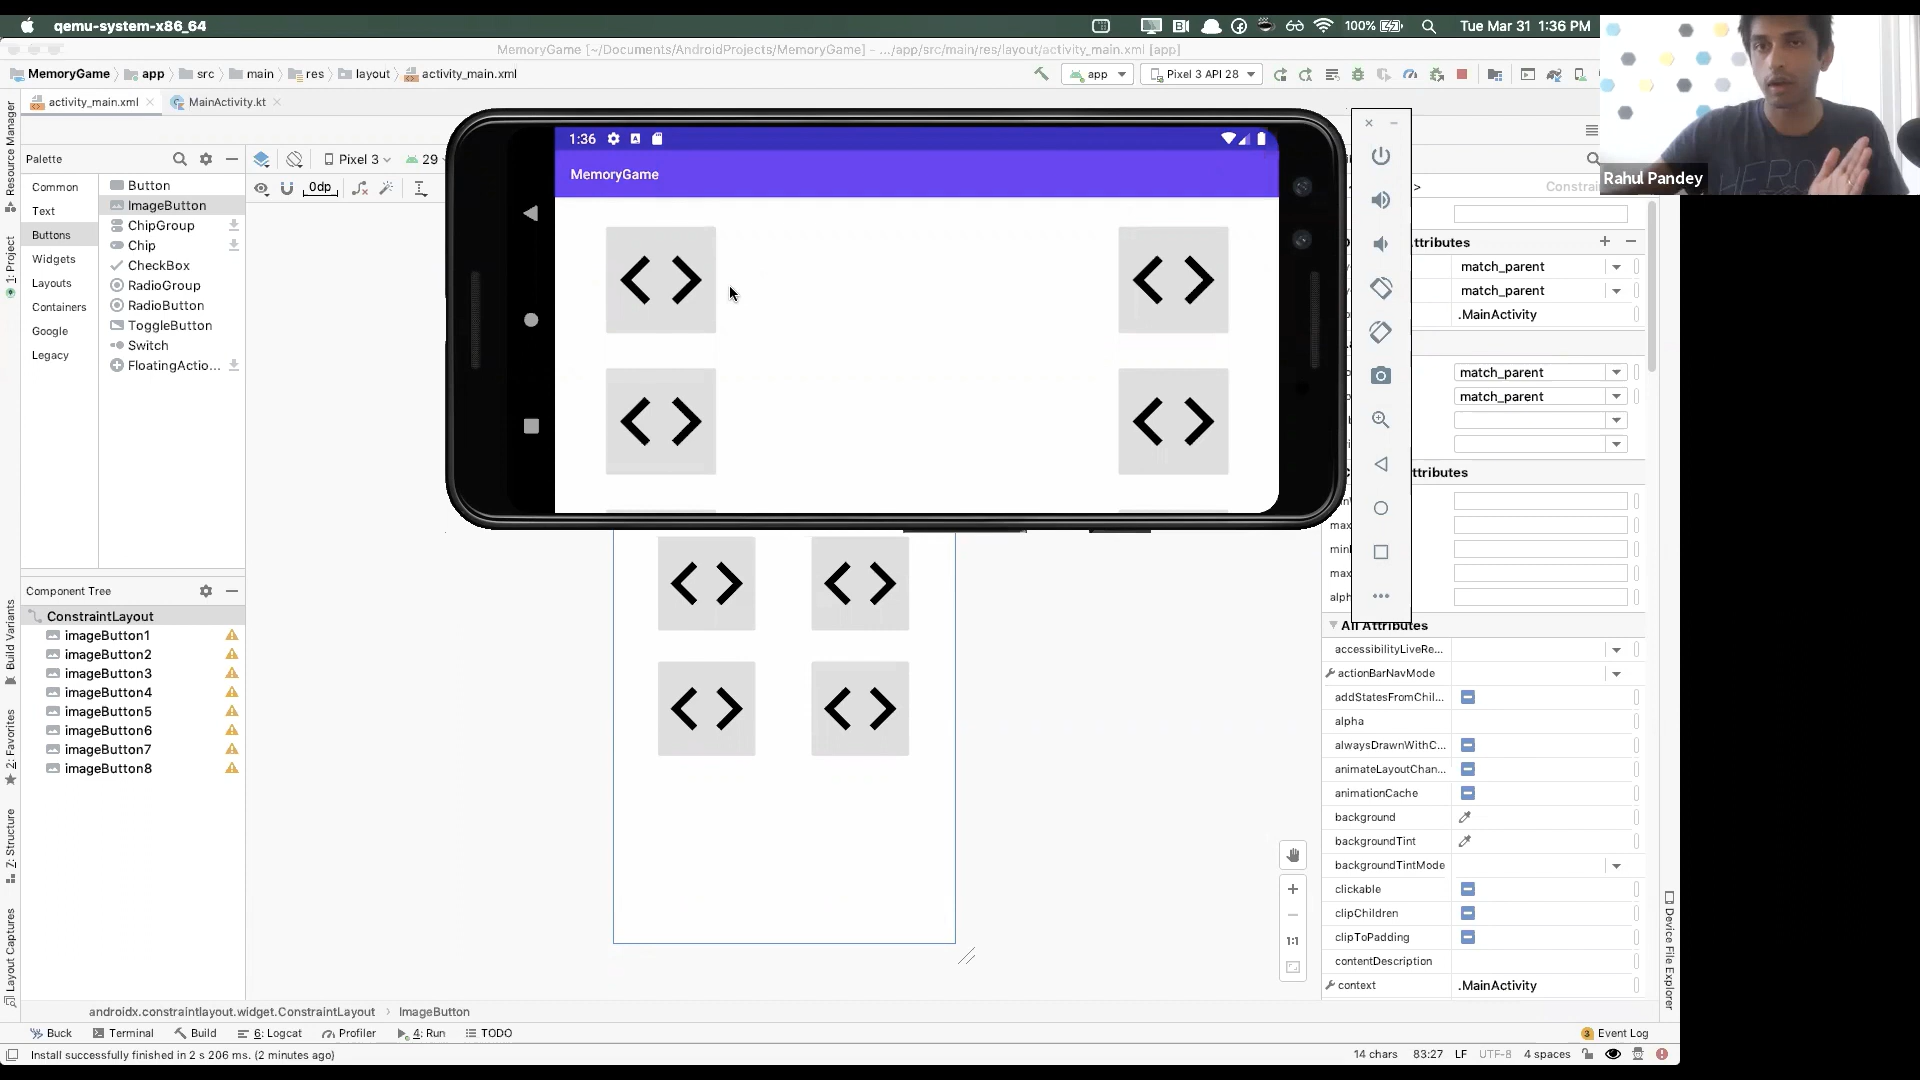 qemu-system-x86_64
100%
Tue Mar 31 1:36 PM
MemoryGame [~/Documents/AndroidProjects/MemoryGame] – .../app/src/main/res/layout/activity_main.xml [app]
MemoryGame
app
src
main
res
layout
activity_main.xml
app
Pixel 3 API 28
activity_main.xml
MainActivity.kt
Resource Manager
1: Project
Build Variants
2: Favorites
Z: Structure
Layout Captures
Palette
Common
Text
Buttons
Widgets
Layouts
Containers
Google
Legacy
Button
ImageButton
ChipGroup
Chip
CheckBox
RadioGroup
RadioButton
ToggleButton
Switch
FloatingActio...
Pixel 3
29
0dp
1:36
MemoryGame
Rahul Pandey
>
Constrai
ttributes
match_parent
match_parent
.MainActivity
match_parent
match_parent
ttributes
max
mini
max
alph
All Attributes
accessibilityLiveRe...
actionBarNavMode
addStatesFromChil...
alpha
alwaysDrawnWithC...
animateLayoutChan...
animationCache
background
backgroundTint
backgroundTintMode
clickable
clipChildren
clipToPadding
contentDescription
context
.MainActivity
Component Tree
ConstraintLayout
imageButton1
imageButton2
imageButton3
imageButton4
imageButton5
imageButton6
imageButton7
imageButton8
1:1
Device File Explorer
androidx.constraintlayout.widget.ConstraintLayout
ImageButton
Buck
Terminal
Build
6: Logcat
Profiler
4: Run
TODO
3
Event Log
Install successfully finished in 2 s 206 ms. (2 minutes ago)
14 chars
83:27
LF
UTF-8
4 spaces